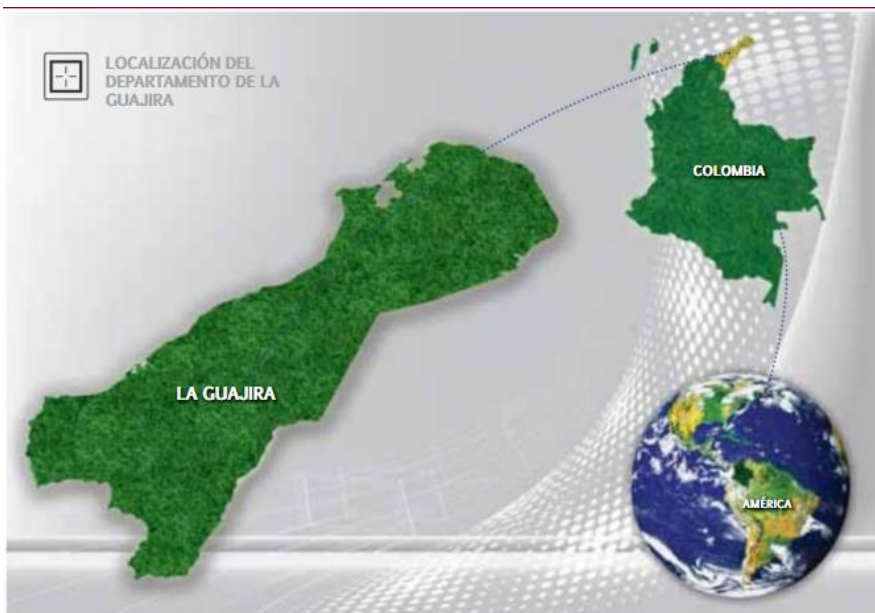 LOCALIZACIÓN DEL
DEPARTAMENTO DE LA
GUAJIRA
COLOMBIA
LA GUAJIRA
AMÉRICA